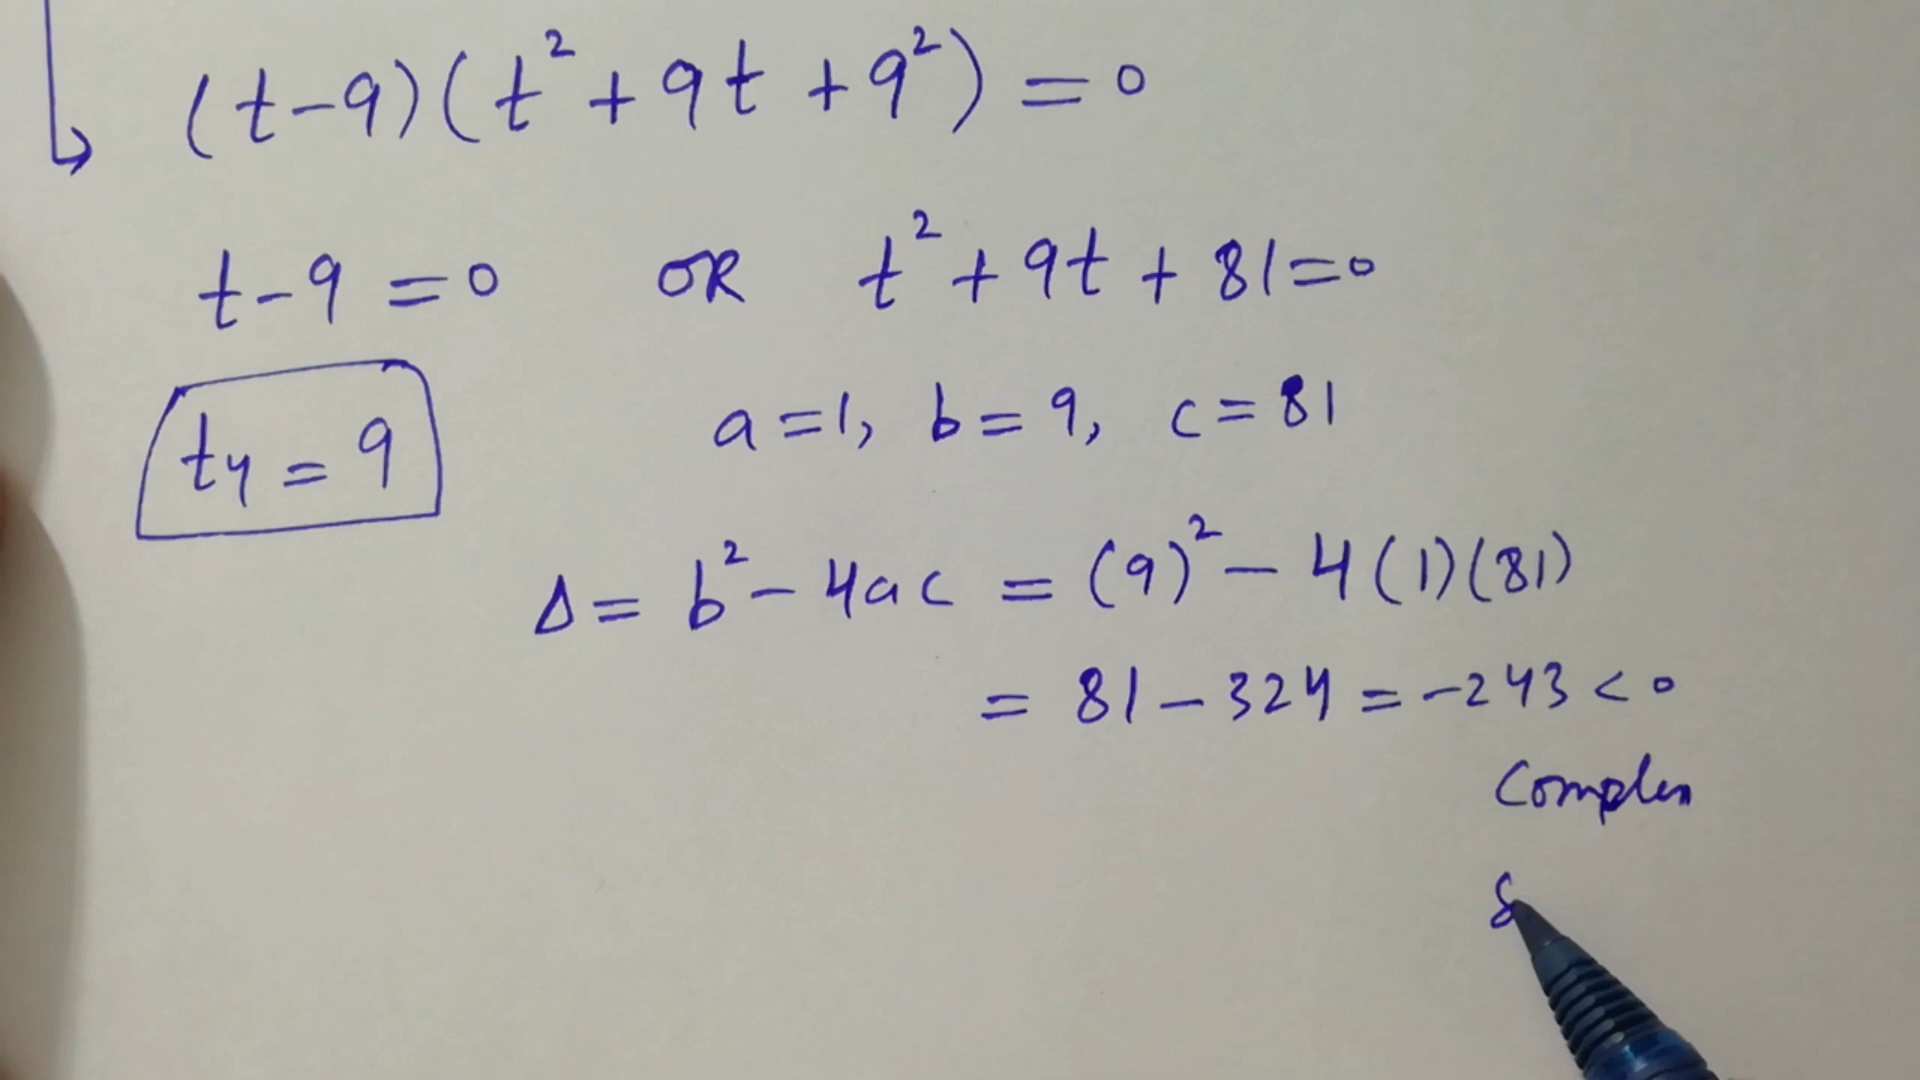 (t-9)(t²+9t+9²)=0
t-9=0 OR t²+9t+81=0
t4=9
a=1, b=9, c=81
Δ=b²-4ac=(9)²-4(1)(81)
=81-324=-243<0
Complex
S